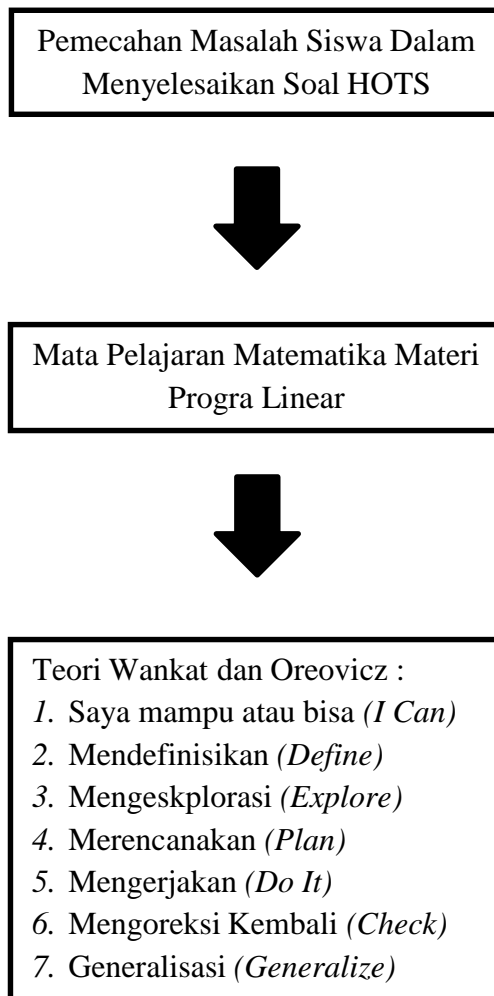 Pemecahan Masalah Siswa Dalam
Menyelesaikan Soal HOTS
Mata Pelajaran Matematika Materi
Progra Linear
Teori Wankat dan Oreovicz :
1. Saya mampu atau bisa (I Can)
2. Mendefinisikan (Define)
3. Mengeskplorasi (Explore)
4. Merencanakan (Plan)
5. Mengerjakan (Do It)
6. Mengoreksi Kembali (Check)
7. Generalisasi (Generalize)